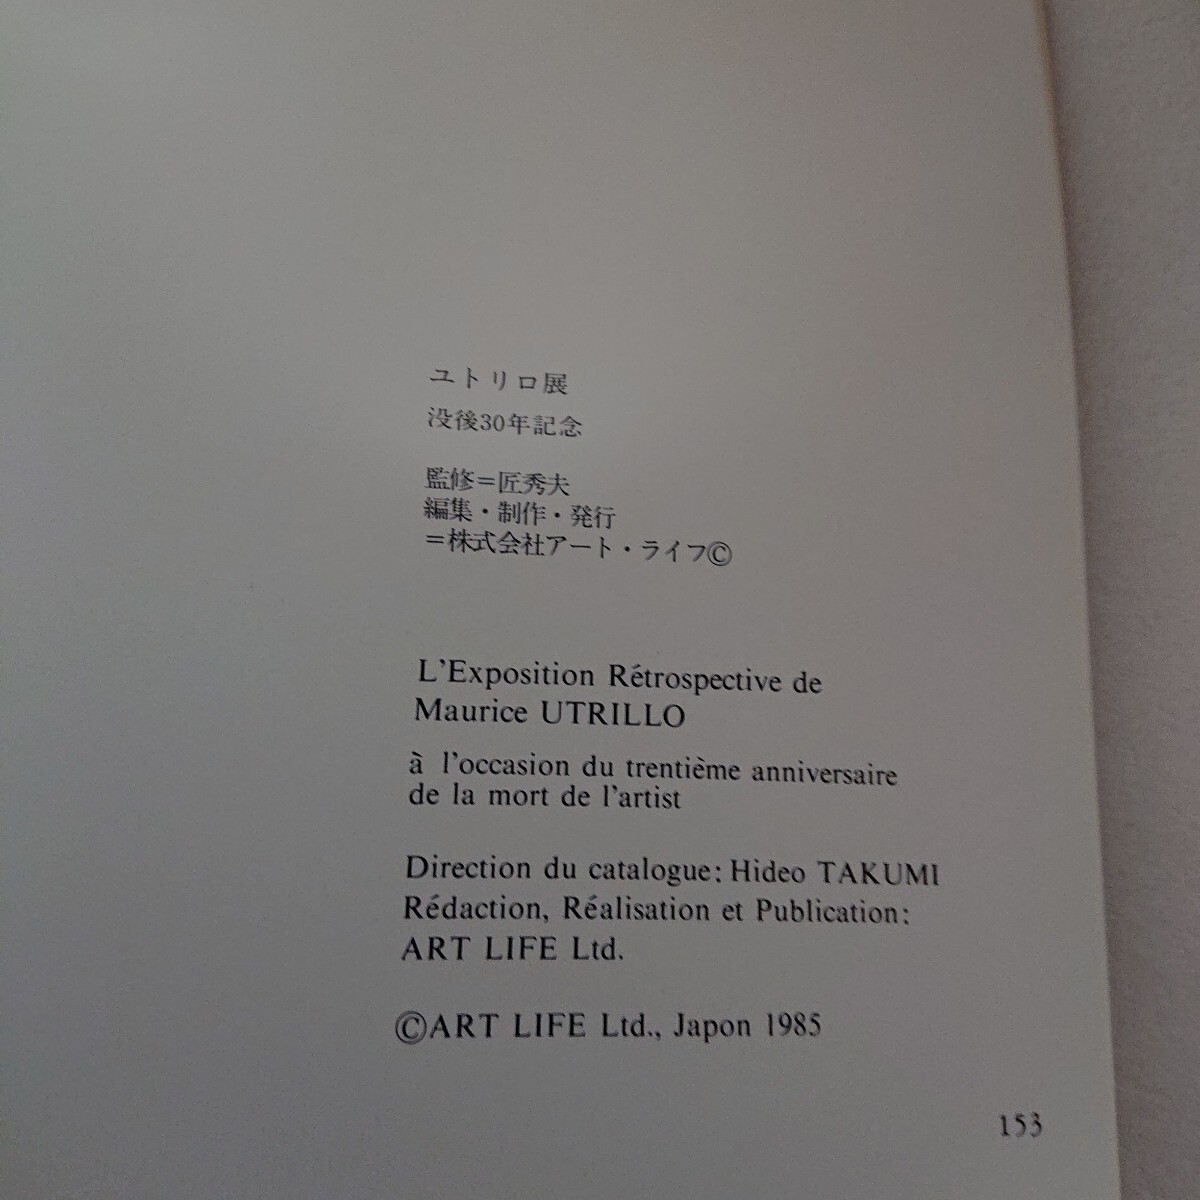 ユトリロ展
没後30年記念
監修=匠秀夫
編集・制作・発行
=株式会社アート・ライフ©
L'Exposition Rétrospective de
Maurice UTRILLO
à l'occasion du trentième anniversaire
de la mort de l'artist
Direction du catalogue: Hideo TAKUMI
Rédaction, Réalisation et Publication:
ART LIFE Ltd.
©ART LIFE Ltd., Japon 1985
153